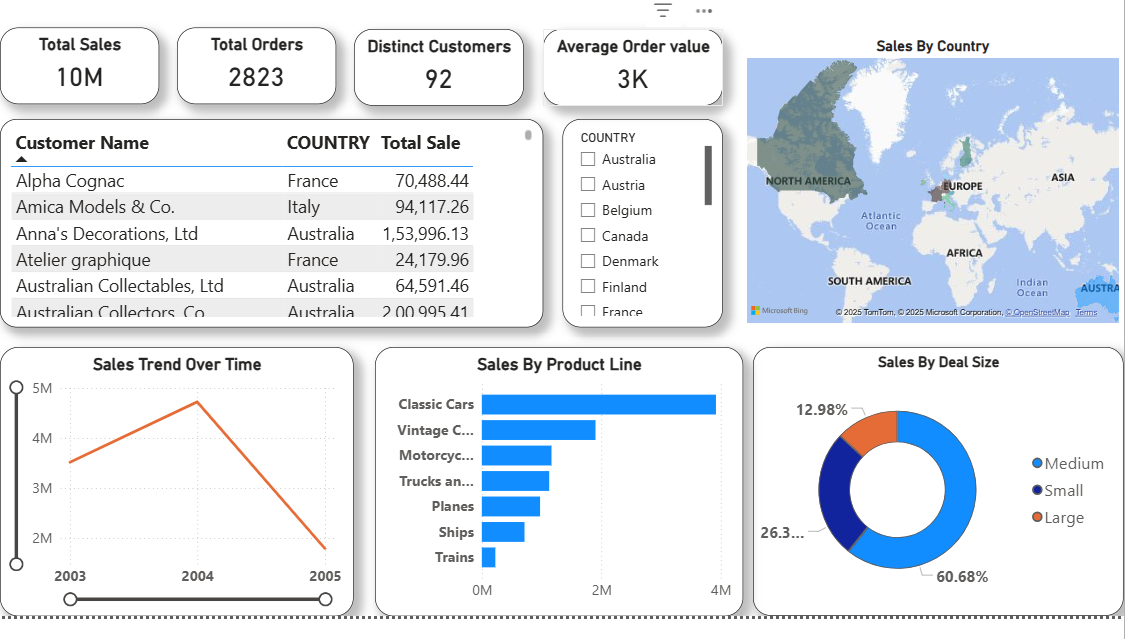 Total Sales
10M
Total Orders
2823
Distinct Customers
92
Average Order value
3K
Customer Name COUNTRY Total Sale
Alpha Cognac France 70,488.44
Amica Models & Co. Italy 94,117.26
Anna's Decorations, Ltd Australia 1,53,996.13
Atelier graphique France 24,179.96
Australian Collectables, Ltd Australia 64,591.46
Australian Collectors, Co Australia 2,00,995.41
COUNTRY
Australia
Austria
Belgium
Canada
Denmark
Finland
France
Sales By Country
NORTH AMERICA
EUROPE
ASIA
Atlantic
Ocean
AFRICA
SOUTH AMERICA
Indian
Ocean
AUSTRA
Microsoft Bing
© 2025 TomTom, © 2025 Microsoft Corporation, © OpenStreetMap Terms
Sales Trend Over Time
5M
4M
3M
2M
2003 2004 2005
Sales By Product Line
Classic Cars
Vintage C...
Motorcyc...
Trucks an...
Planes
Ships
Trains
0M 2M 4M
Sales By Deal Size
12.98%
26.3...
60.68%
Medium
Small
Large